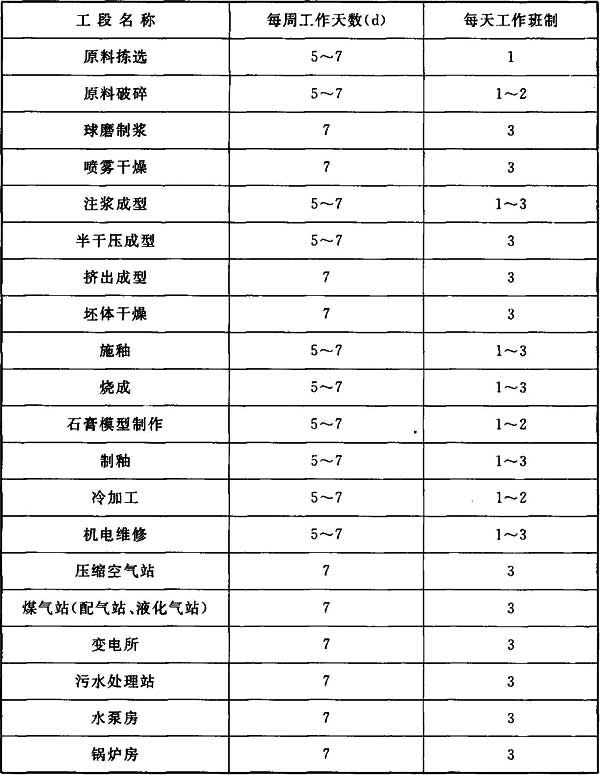 工段名称 每周工作天数(d) 每天工作班制
原料拣选 5～7 1
原料破碎 5～7 1～2
球磨制浆 7 3
喷雾干燥 7 3
注浆成型 5～7 1～3
半干压成型 5～7 3
挤出成型 7 3
坯体干燥 7 3
施釉 5～7 1～3
烧成 5～7 1～3
石膏模型制作 5～7 1～2
制釉 5～7 1～3
冷加工 5～7 1～2
机电维修 5～7 1～3
压缩空气站 7 3
煤气站(配气站、液化气站) 7 3
变电所 7 3
污水处理站 7 3
水泵房 7 3
锅炉房 7 3